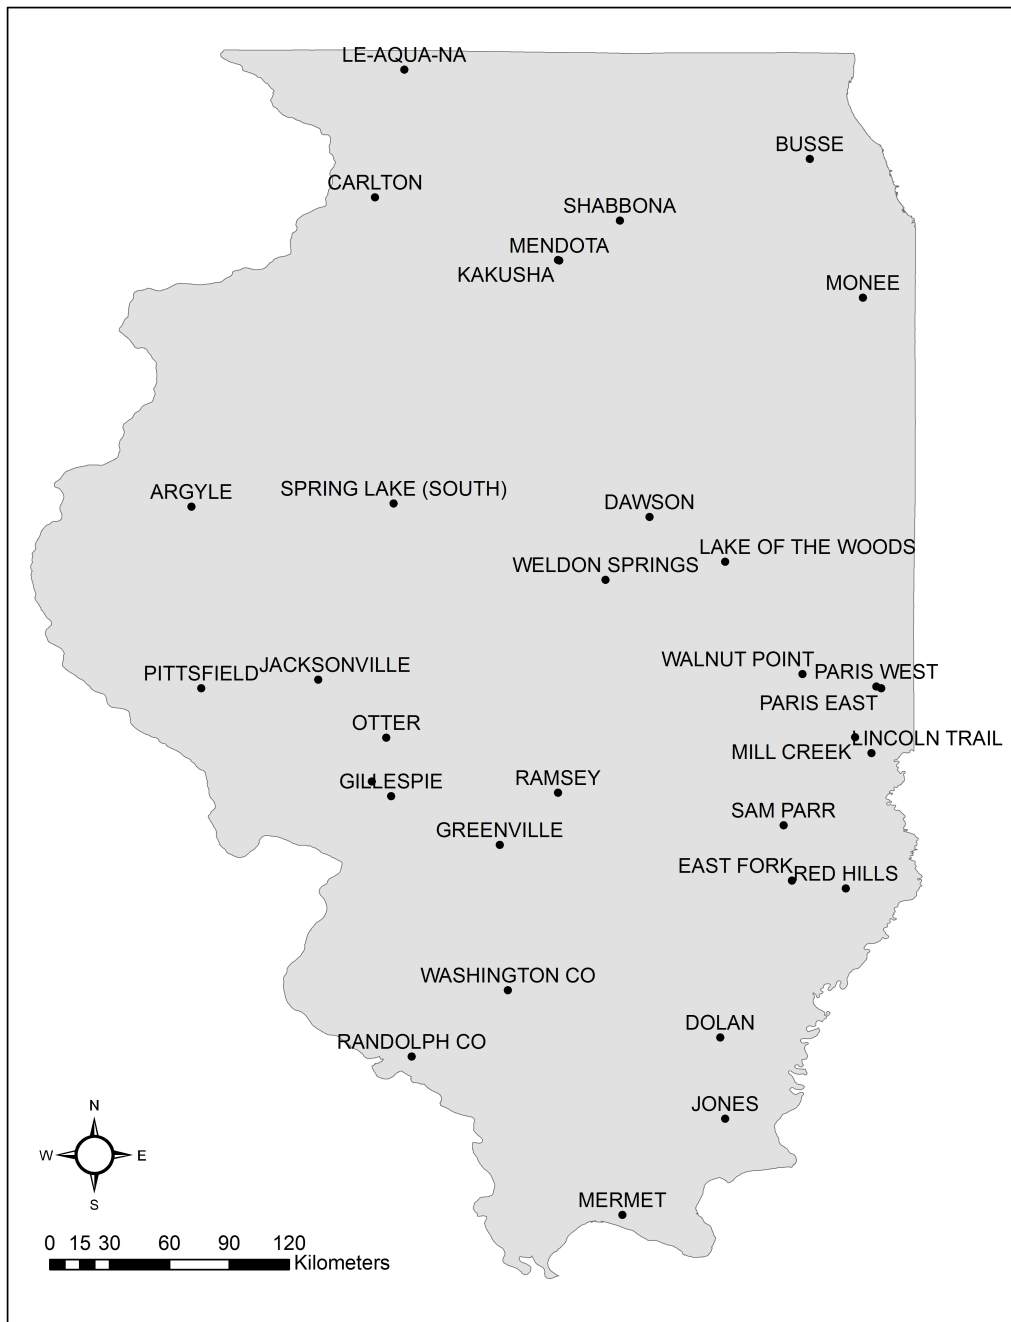 LE-AQUA-NA
BUSSE
CARLTON
SHABBONA
MENDOTA
KAKUSHA
MONEE
ARGYLE
SPRING LAKE (SOUTH)
DAWSON
LAKE OF THE WOODS
WELDON SPRINGS
WALNUT POINT
JACKSONVILLE
PARIS WEST
PITTSFIELD
PARIS EAST
OTTER
LINCOLN TRAIL
MILL CREEK
RAMSEY
GILLESPIE
SAM PARR
GREENVILLE
EAST FORK
RED HILLS
WASHINGTON CO
DOLAN
RANDOLPH CO
JONES
N
W E
S
MERMET
0 15 30 60 90 120
Kilometers